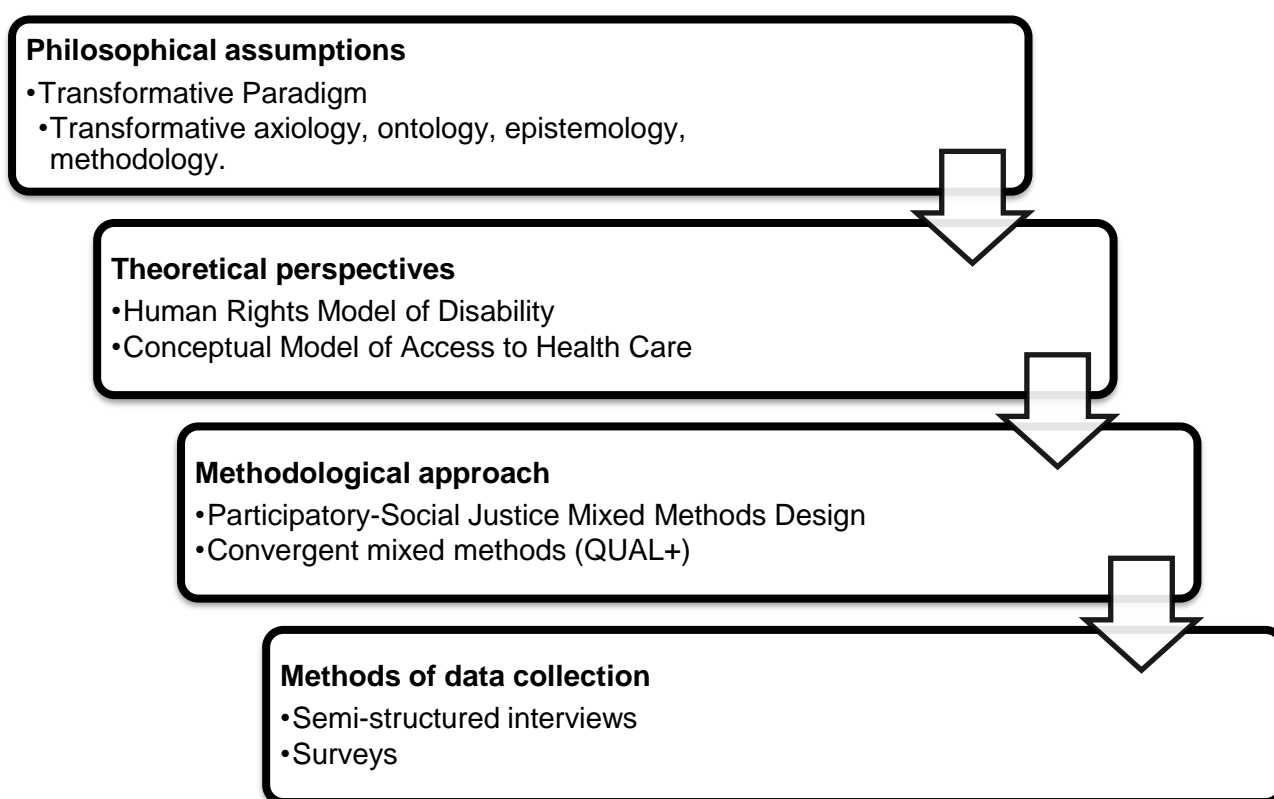 Philosophical assumptions
•Transformative Paradigm
•Transformative axiology, ontology, epistemology,
methodology.
Theoretical perspectives
•Human Rights Model of Disability
•Conceptual Model of Access to Health Care
Methodological approach
•Participatory-Social Justice Mixed Methods Design
•Convergent mixed methods (QUAL+)
Methods of data collection
•Semi-structured interviews
•Surveys